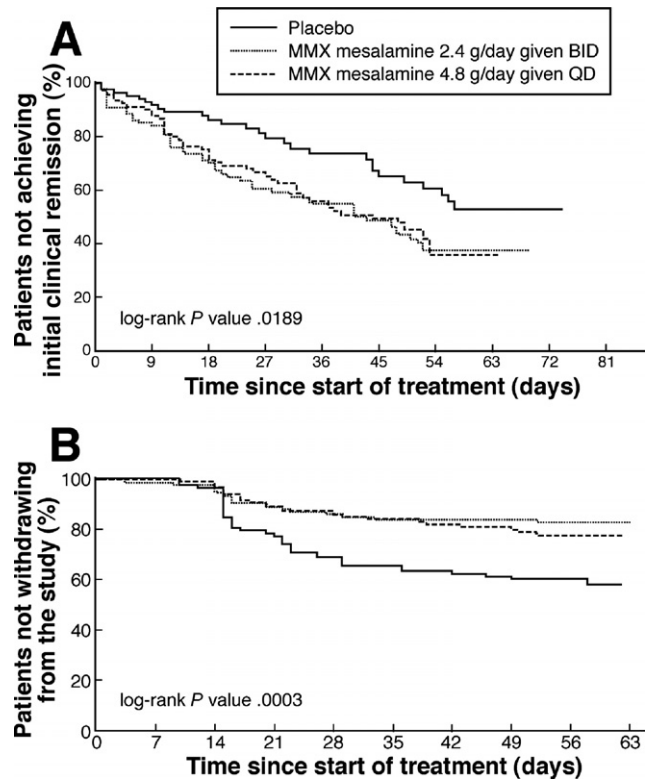 Placebo
MMX mesalamine 2.4 g/day given BID
MMX mesalamine 4.8 g/day given QD
A
Patients not achieving
initial clinical remission (%)
100
80
60
40
20
0
log-rank P value .0189
0 9 18 27 36 45 54 63 72 81
Time since start of treatment (days)
B
Patients not withdrawing
from the study (%)
100
80
60
40
20
0
log-rank P value .0003
0 7 14 21 28 35 42 49 56 63
Time since start of treatment (days)